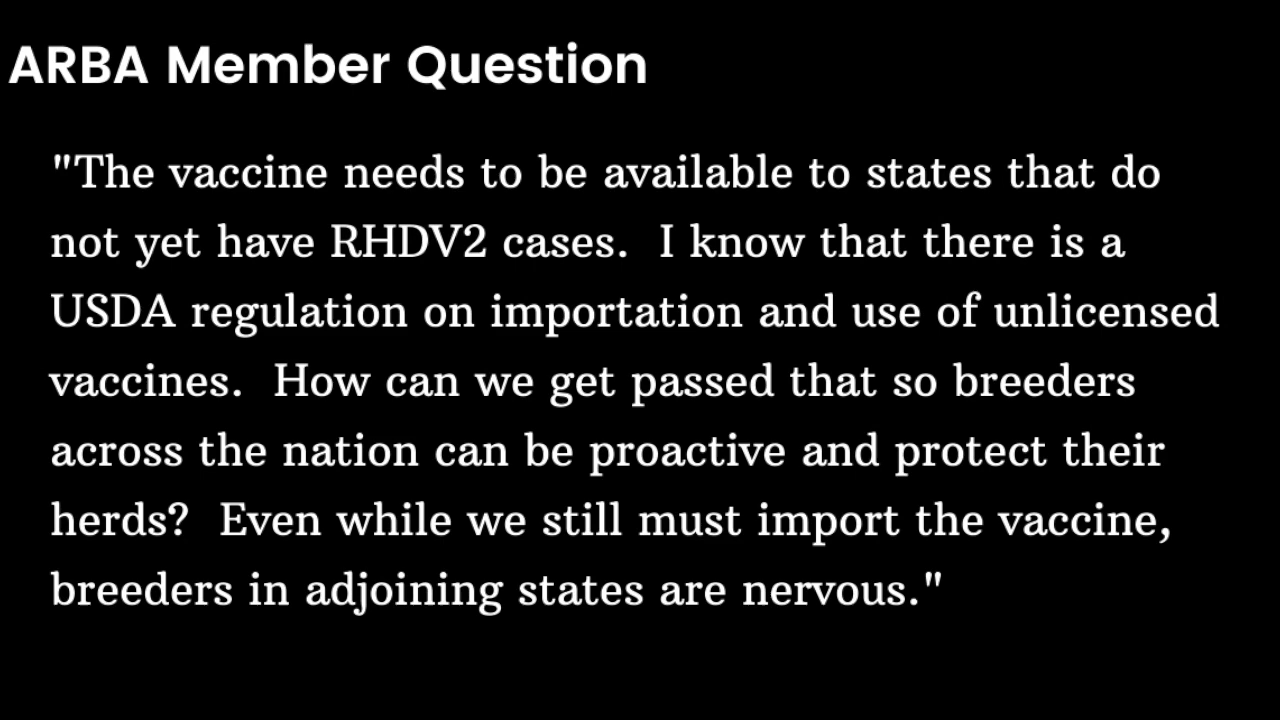 ARBA Member Question
"The vaccine needs to be available to states that do
not yet have RHDV2 cases.  I know that there is a
USDA regulation on importation and use of unlicensed
vaccines.  How can we get passed that so breeders
across the nation can be proactive and protect their
herds?  Even while we still must import the vaccine,
breeders in adjoining states are nervous."